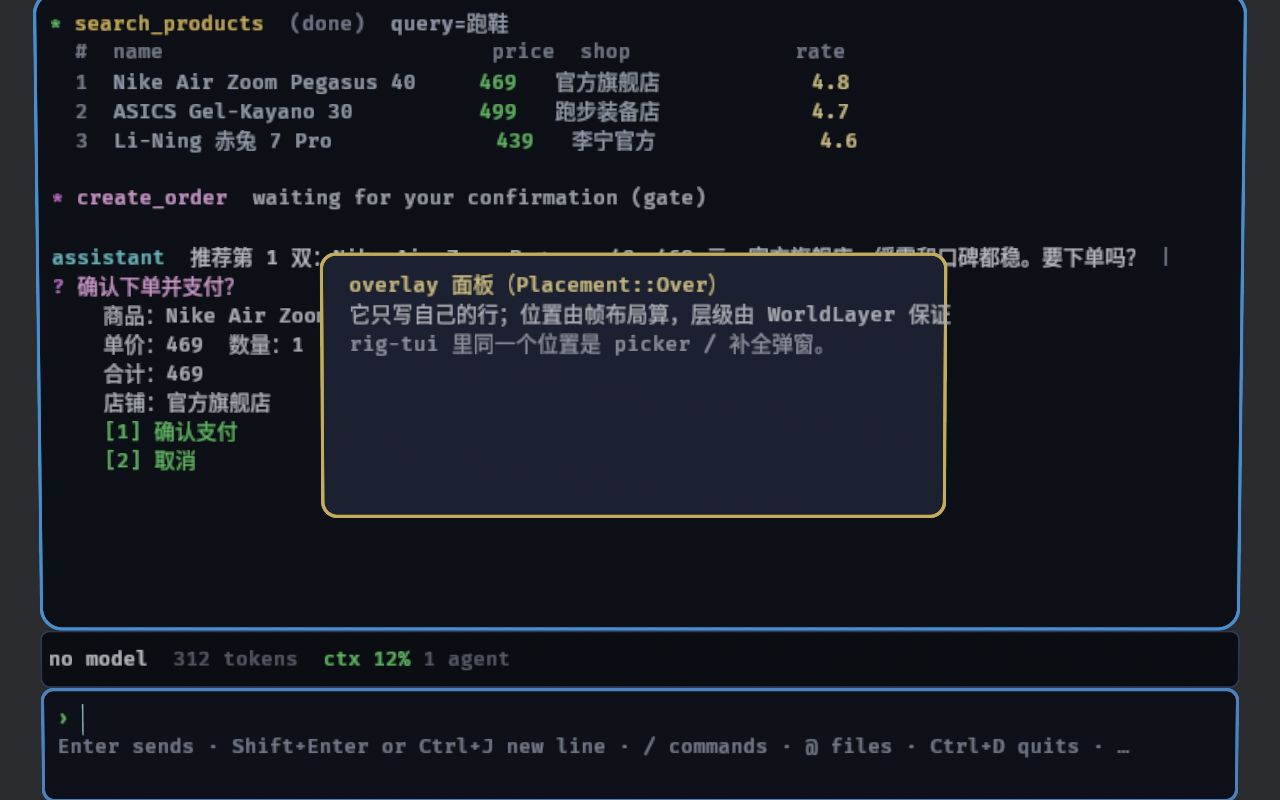 * search_products (done) query=跑鞋
# name price shop rate
1 Nike Air Zoom Pegasus 40 469 官方旗舰店 4.8
2 ASICS Gel-Kayano 30 499 跑步装备店 4.7
3 Li-Ning 赤兔 7 Pro 439 李宁官方 4.6
* create_order waiting for your confirmation (gate)
assistant 推荐第 1 双: 口碑都稳。要下单吗? |
? 确认下单并支付?
商品: Nike Air Zoom
单价: 469 数量: 1
合计: 469
店铺: 官方旗舰店
[1] 确认支付
[2] 取消
overlay 面板（Placement::Over）
它只写自己的行; 位置由帧布局算, 层级由 WorldLayer 保证
rig-tui 里同一个位置是 picker / 补全弹窗。
no model 312 tokens ctx 12% 1 agent
›
Enter sends · Shift+Enter or Ctrl+J new line · / commands · @ files · Ctrl+D quits · …